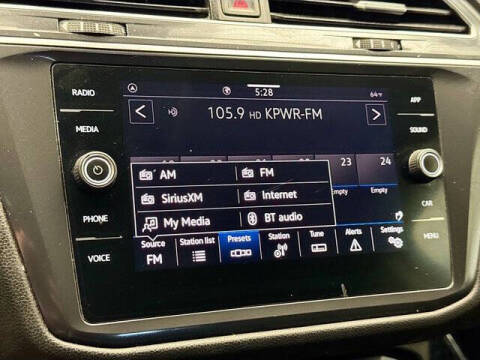 RADIO
MEDIA
PHONE
VOICE
5:28
64°F
105.9 HD KPWR-FM
AM
FM
SiriusXM
Internet
My Media
BT audio
23
24
Empty
Empty
Source
FM
Station list
Presets
Station
Tune
Alerts
Settings
APP
SOUND
CAR
MENU